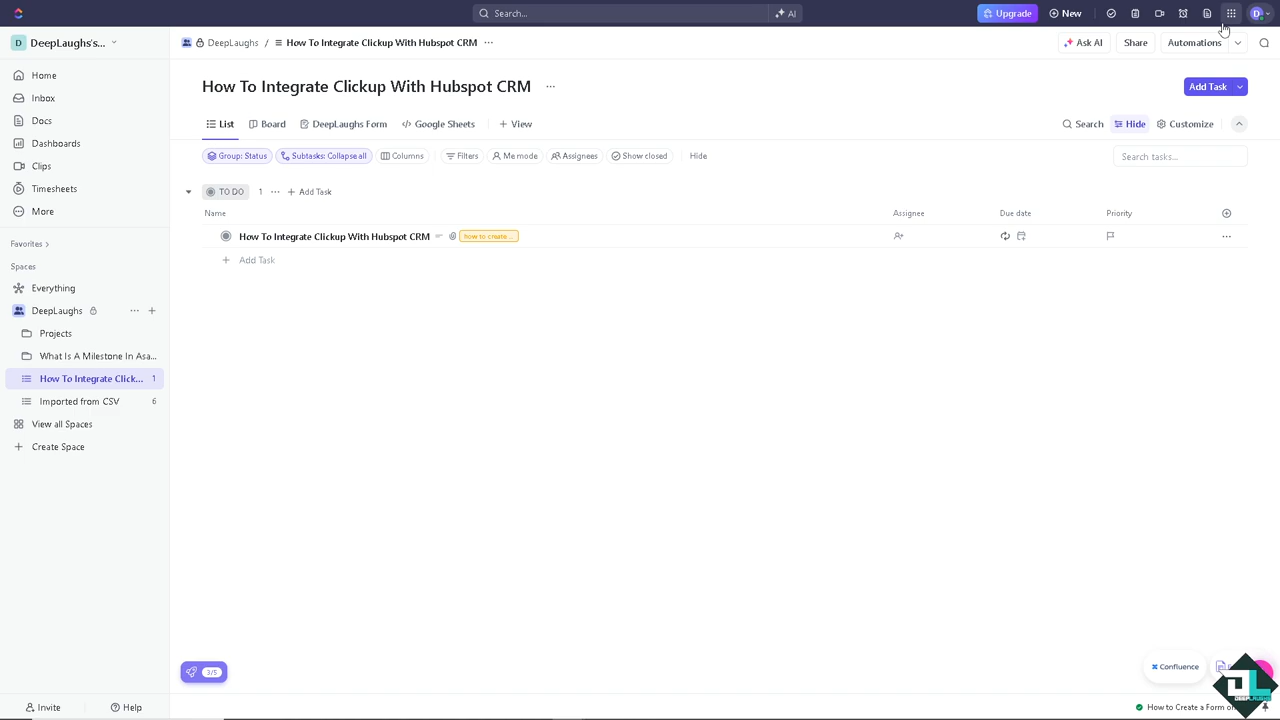 Search...
AI
Upgrade
New
D
D DeepLaughs's...
DeepLaughs / How To Integrate Clickup With Hubspot CRM ...
Ask AI
Share
Automations
Home
Inbox
Docs
Dashboards
Clips
Timesheets
More
Favorites
Spaces
Everything
DeepLaughs
Projects
What Is A Milestone In Asa...
How To Integrate Click... 1
Imported from CSV 6
View all Spaces
Create Space
Invite
Help
How To Integrate Clickup With Hubspot CRM ...
Add Task
List
Board
DeepLaughs Form
Google Sheets
+ View
Search
Hide
Customize
Group: Status
Subtasks: Collapse all
Columns
Filters
Me mode
Assignees
Show closed
Hide
Search tasks...
TO DO 1 ... + Add Task
Name
Assignee
Due date
Priority
How To Integrate Clickup With Hubspot CRM
how to create ...
+ Add Task
3/5
Confluence
DEEPLAUGHS
How to Create a Form o